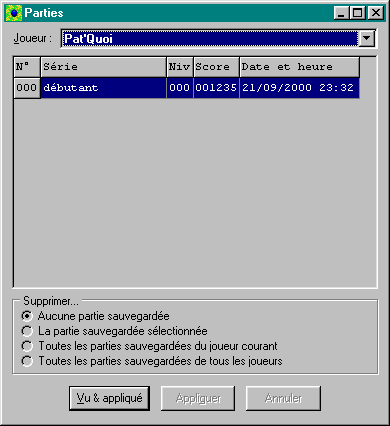 Parties
Joueur : Pat'Quoi
N° Série Niv Score Date et heure
000 débutant 000 001235 21/09/2000 23:32
Supprimer...
Aucune partie sauvegardée
La partie sauvegardée sélectionnée
Toutes les parties sauvegardées du joueur courant
Toutes les parties sauvegardées de tous les joueurs
Vu & appliqué Appliquer Annuler